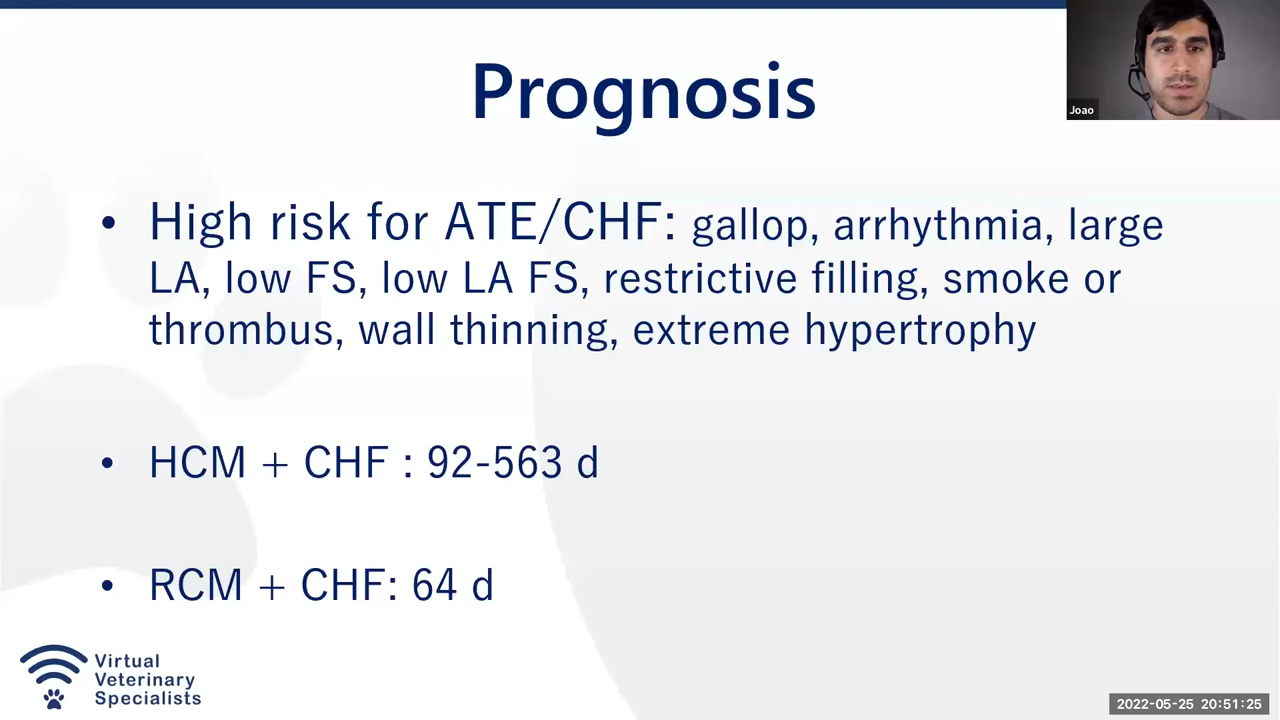 Prognosis
Joao
• High risk for ATE/CHF: gallop, arrhythmia, large
LA, low FS, low LA FS, restrictive filling, smoke or
thrombus, wall thinning, extreme hypertrophy
• HCM + CHF : 92-563 d
• RCM + CHF: 64 d
Virtual
Veterinary
Specialists
2022-05-25 20:51:25